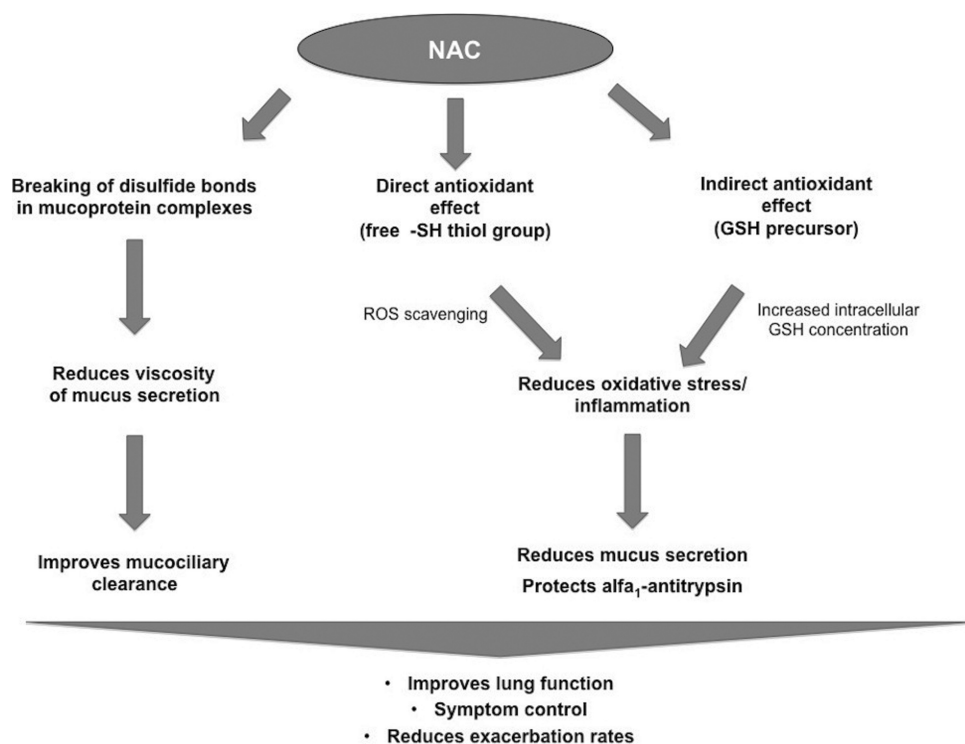 NAC
Breaking of disulfide bonds
in mucoprotein complexes
Direct antioxidant
effect
(free -SH thiol group)
Indirect antioxidant
effect
(GSH precursor)
ROS scavenging
Increased intracellular
GSH concentration
Reduces viscosity
of mucus secretion
Reduces oxidative stress/
inflammation
Improves mucociliary
clearance
Reduces mucus secretion
Protects alfa₁-antitrypsin
• Improves lung function
• Symptom control
• Reduces exacerbation rates